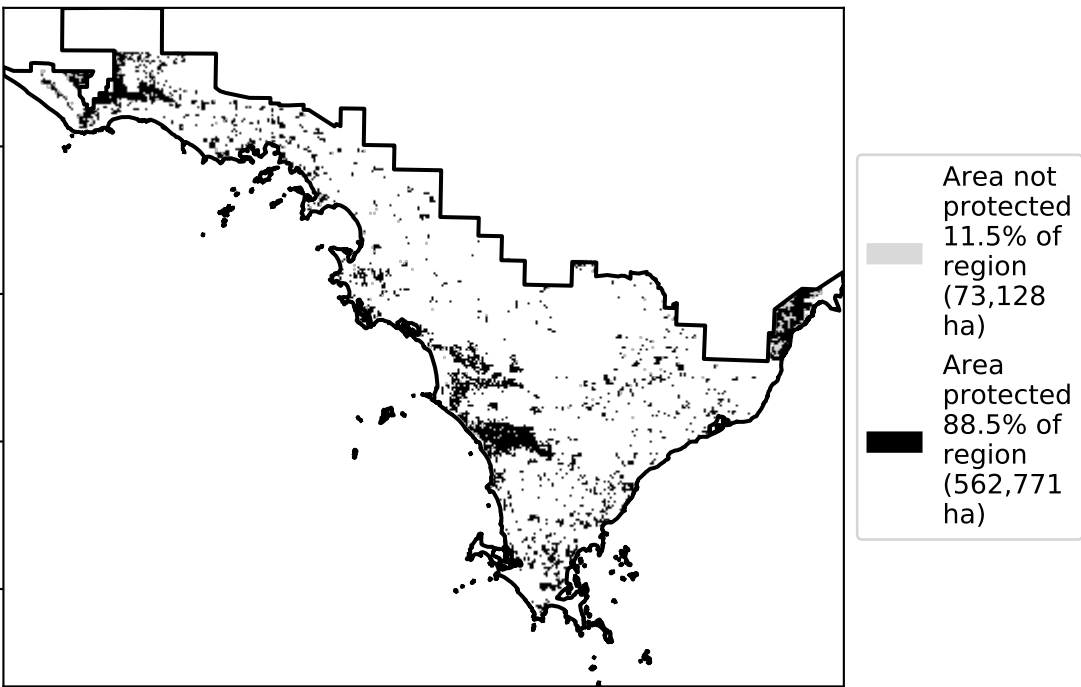 Area not
protected
11.5% of
region
(73,128
ha)
Area
protected
88.5% of
region
(562,771
ha)